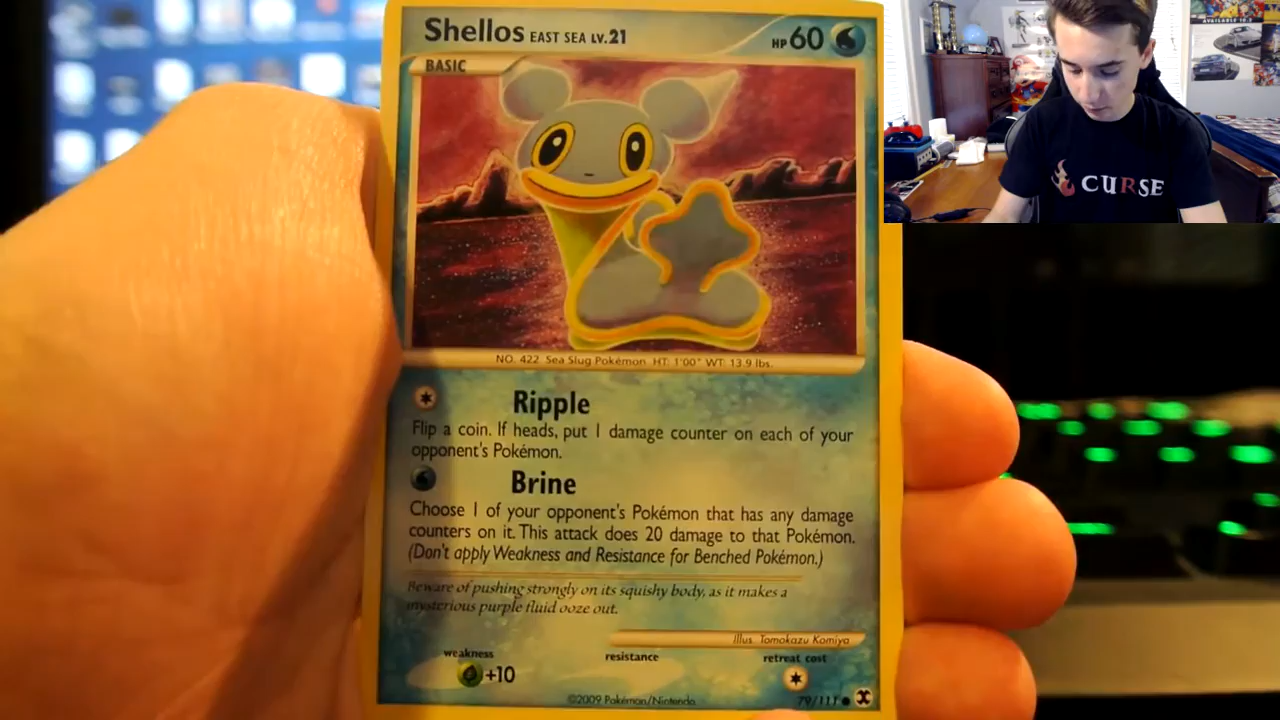 Shellos EAST SEA LV.21
HP 60
BASIC
NO. 422 Sea Slug Pokémon HT: 1'00" WT: 13.9 lbs.
Ripple
Flip a coin. If heads, put 1 damage counter on each of your
opponent's Pokémon.
Brine
Choose 1 of your opponent's Pokémon that has any damage
counters on it. This attack does 20 damage to that Pokémon.
(Don't apply Weakness and Resistance for Benched Pokémon.)
Beware of pushing strongly on its squishy body, as it makes a
mysterious purple fluid ooze out.
Illus. Tomokazu Komiya
weakness resistance retreat cost
+10
©2009 Pokémon/Nintendo
79/111
CURSE
AVAILABLE